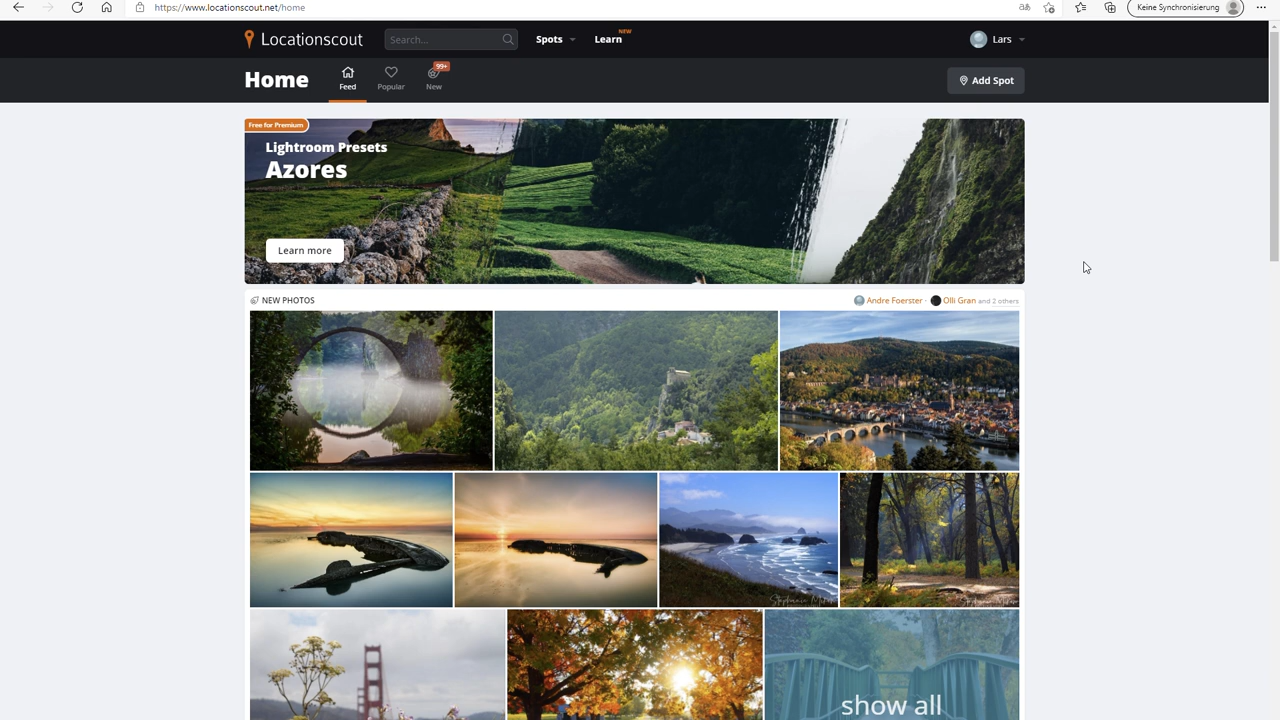 https://www.locationscout.net/home
Keine Synchronisierung
Locationscout
Search...
Spots
Learn
NEW
Lars
Home
Feed
Popular
New
99+
Add Spot
Free for Premium
Lightroom Presets
Azores
Learn more
NEW PHOTOS
Andre Foerster · Olli Gran and 2 others
show all